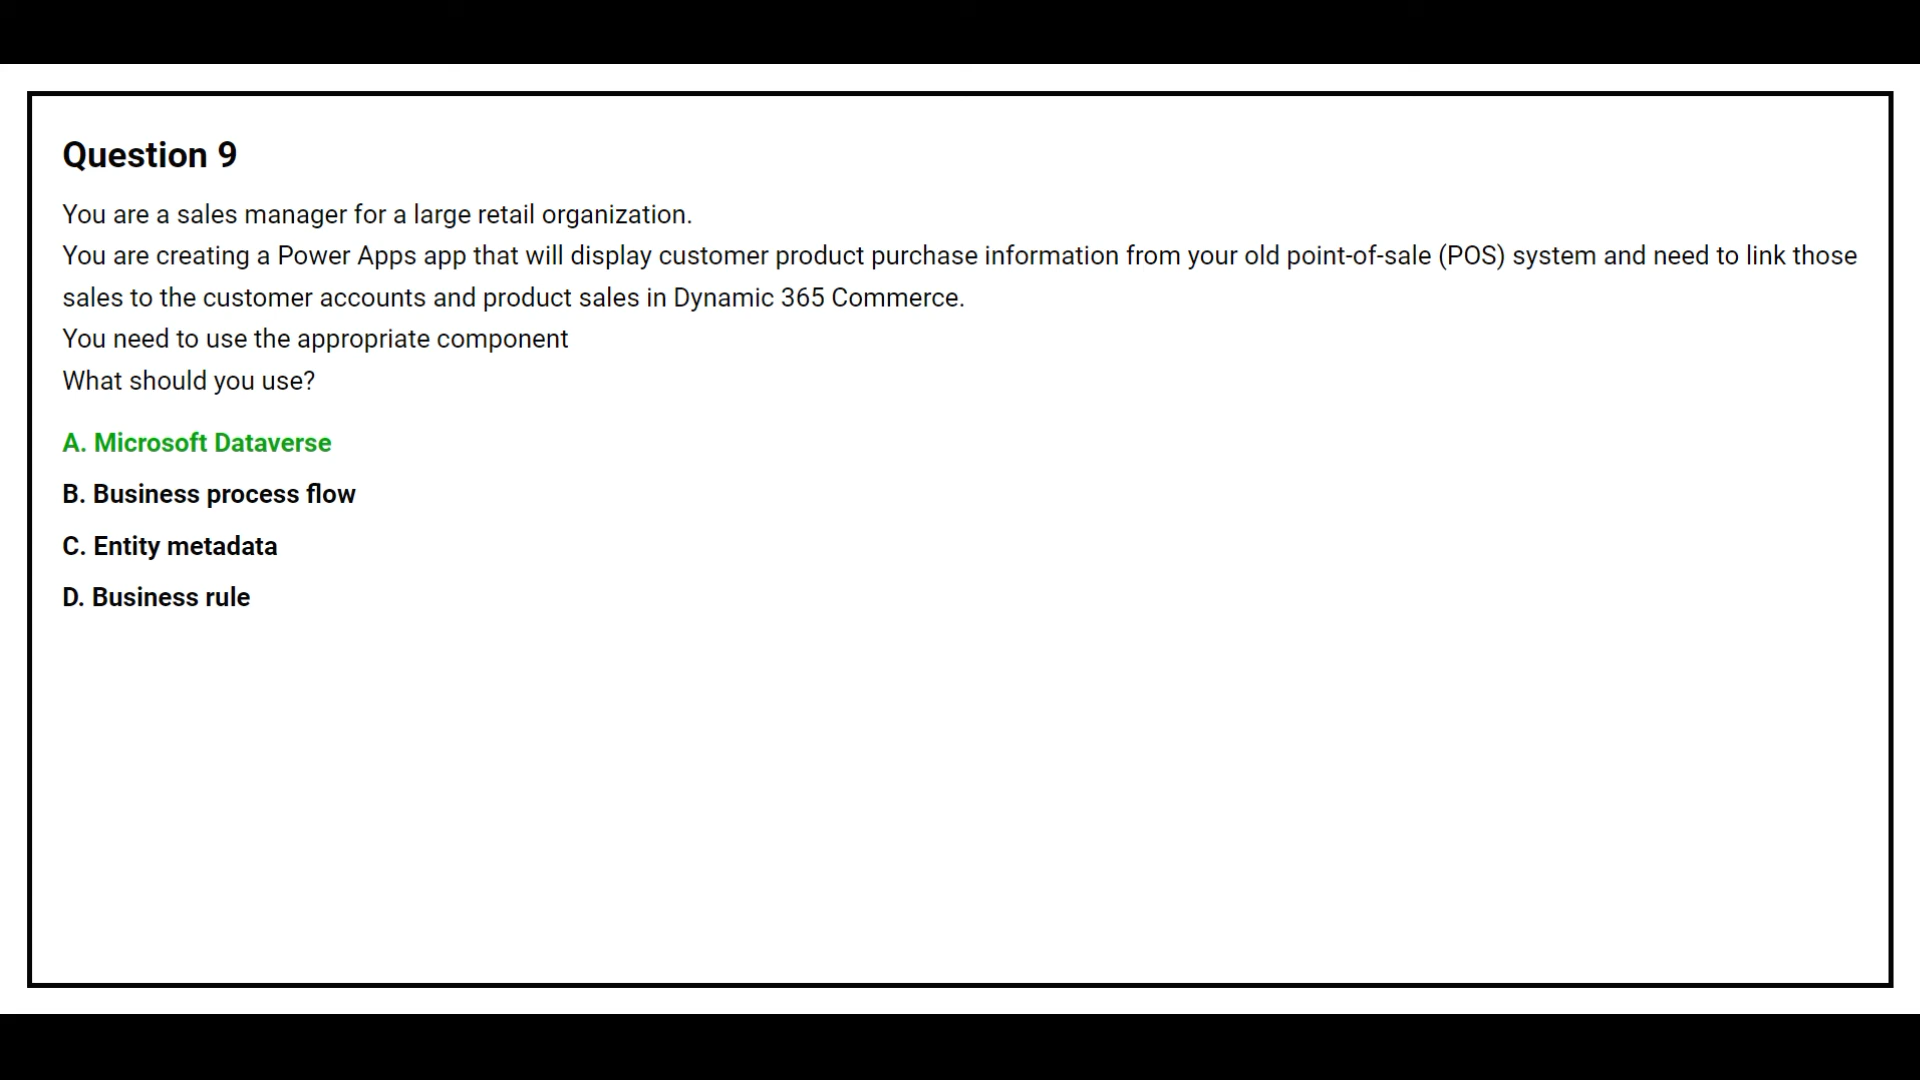 Question 9
You are a sales manager for a large retail organization.
You are creating a Power Apps app that will display customer product purchase information from your old point-of-sale (POS) system and need to link those
sales to the customer accounts and product sales in Dynamic 365 Commerce.
You need to use the appropriate component
What should you use?
A. Microsoft Dataverse
B. Business process flow
C. Entity metadata
D. Business rule